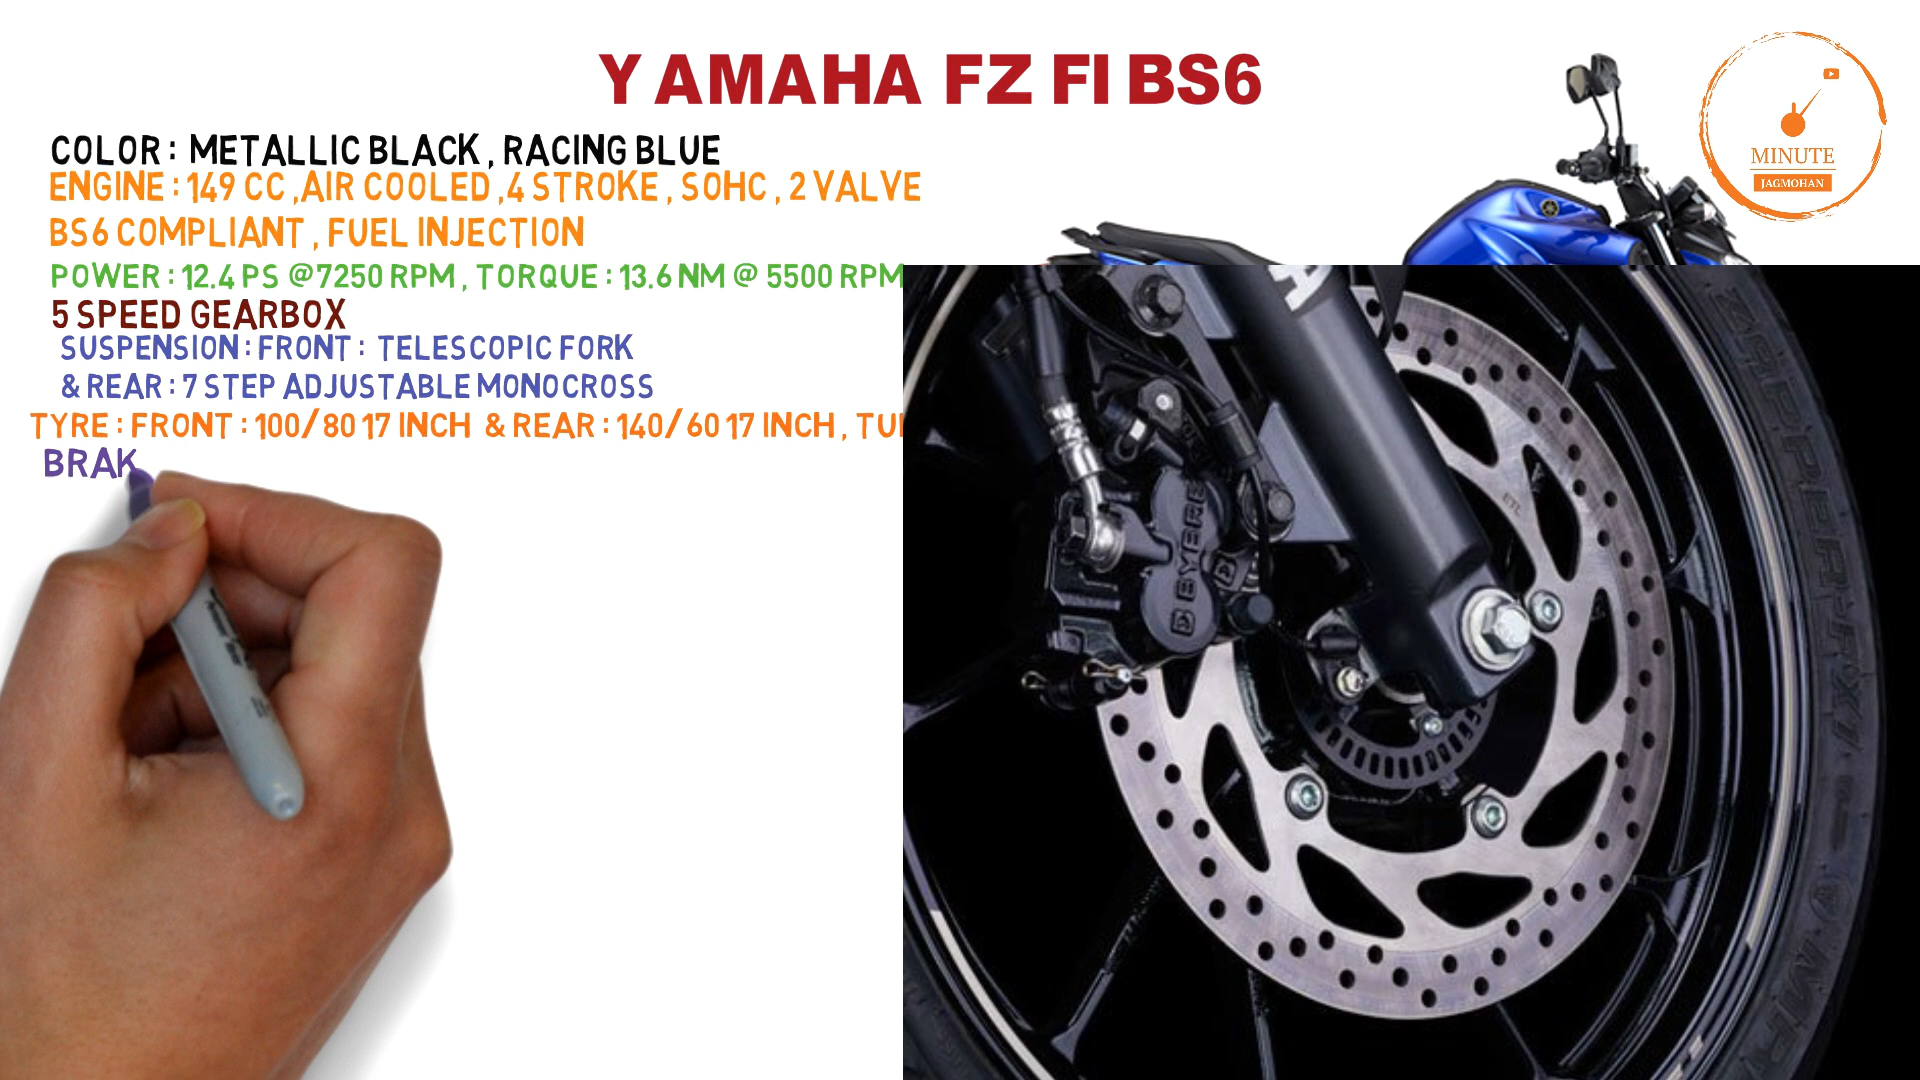 YAMAHA FZ FI BS6
MINUTE
JAGMOHAN
COLOR : METALLIC BLACK , RACING BLUE
ENGINE : 149 CC ,AIR COOLED ,4 STROKE , SOHC , 2 VALVE
BS6 COMPLIANT , FUEL INJECTION
POWER : 12.4 PS @7250 RPM , TORQUE : 13.6 NM @ 5500 RPM
5 SPEED GEARBOX
SUSPENSION : FRONT : TELESCOPIC FORK
& REAR : 7 STEP ADJUSTABLE MONOCROSS
TYRE : FRONT : 100/80 17 INCH & REAR : 140/60 17 INCH ,
BRAK
BYBRE